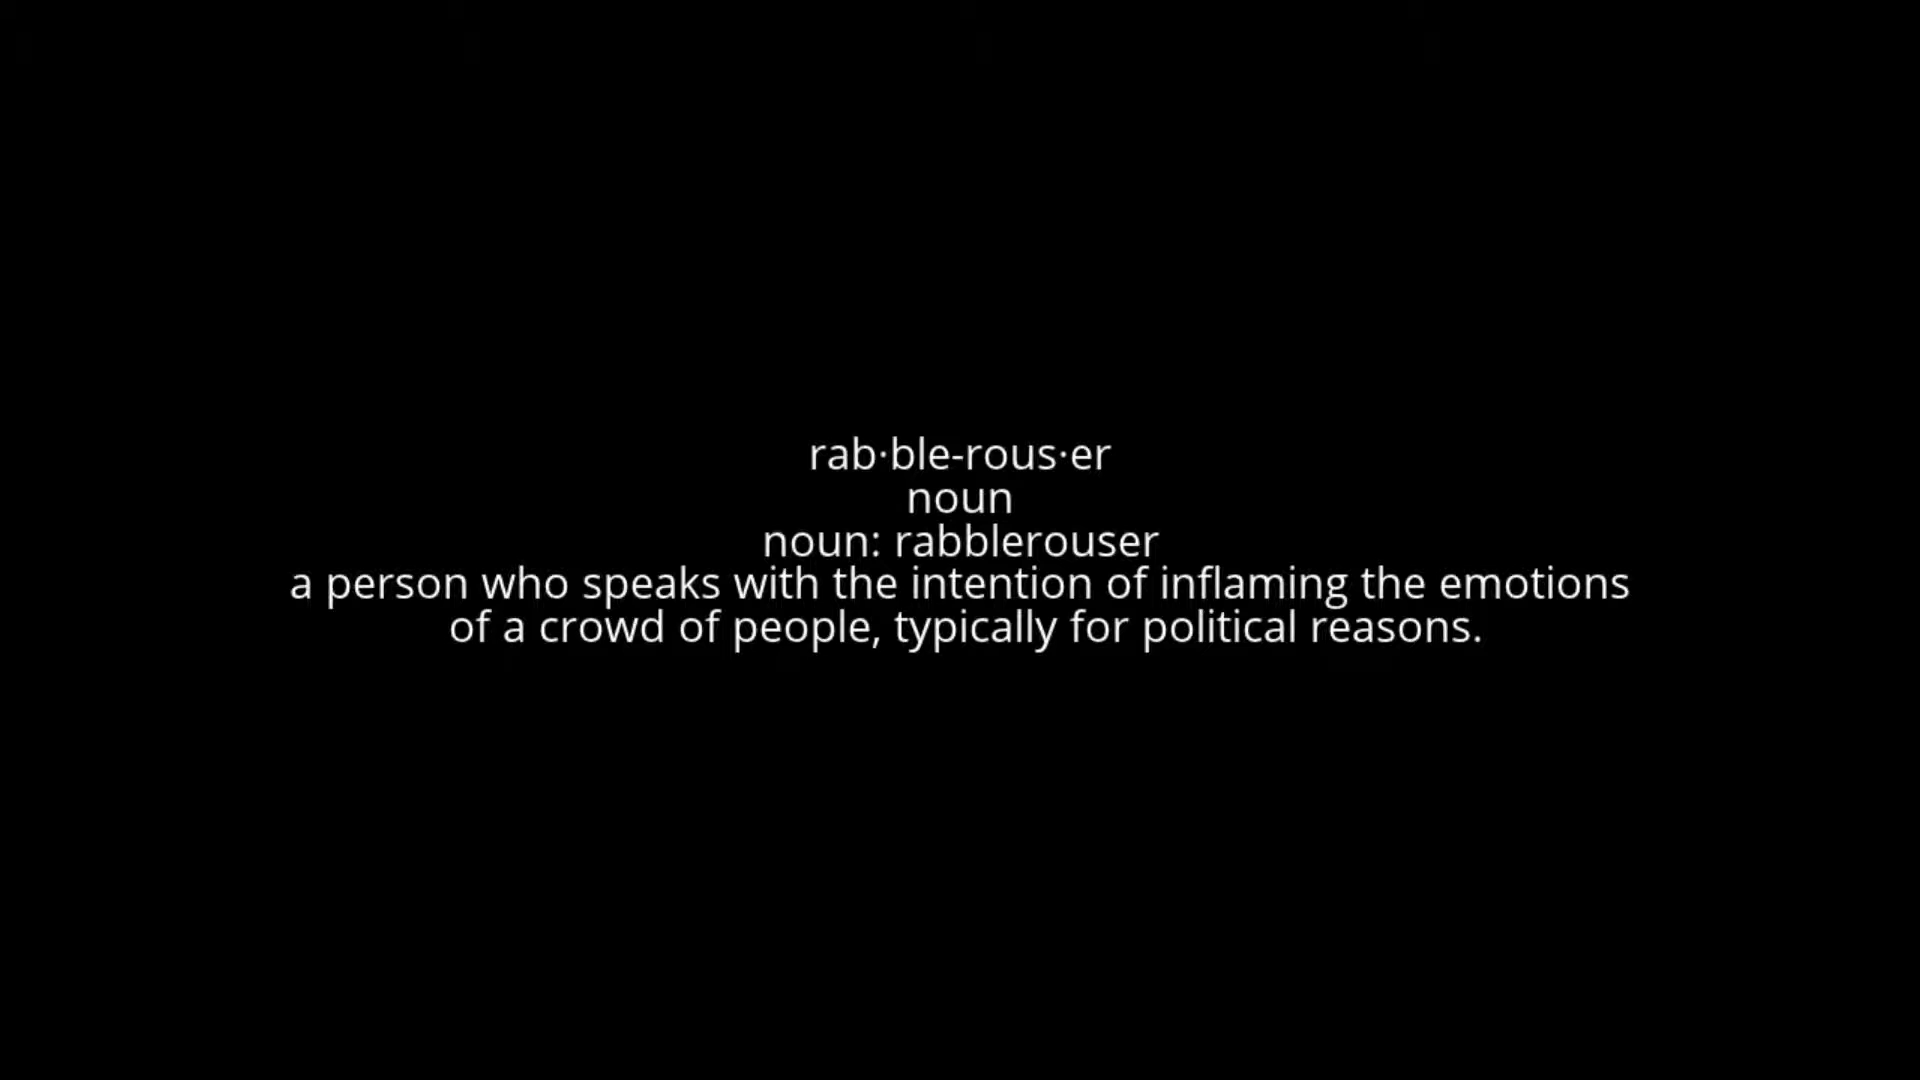 rab·ble-rous·er
noun
noun: rabblerouser
a person who speaks with the intention of inflaming the emotions
of a crowd of people, typically for political reasons.